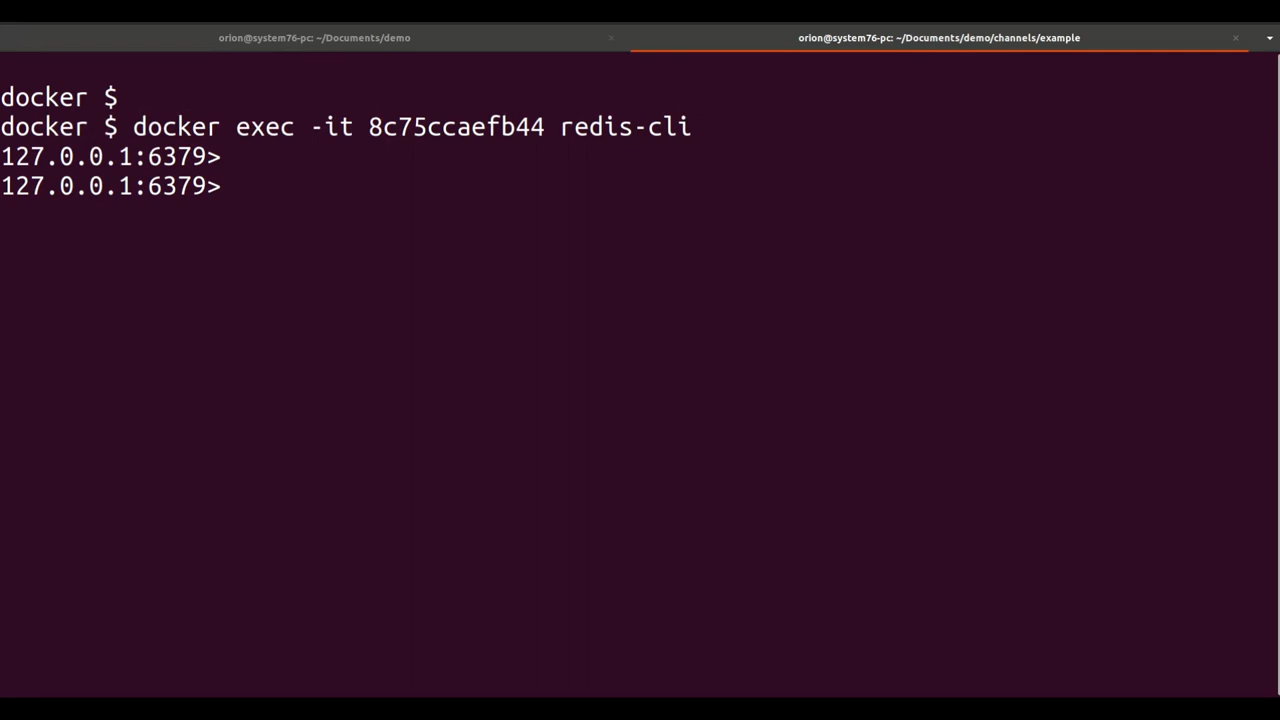 orion@system76-pc: ~/Documents/demo
orion@system76-pc: ~/Documents/demo/channels/example
docker $
docker $ docker exec -it 8c75ccaefb44 redis-cli
127.0.0.1:6379>
127.0.0.1:6379>